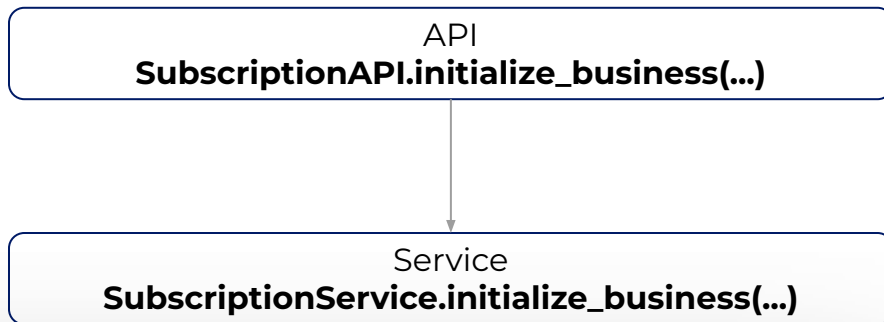 API
SubscriptionAPI.initialize_business(...)
Service
SubscriptionService.initialize_business(...)